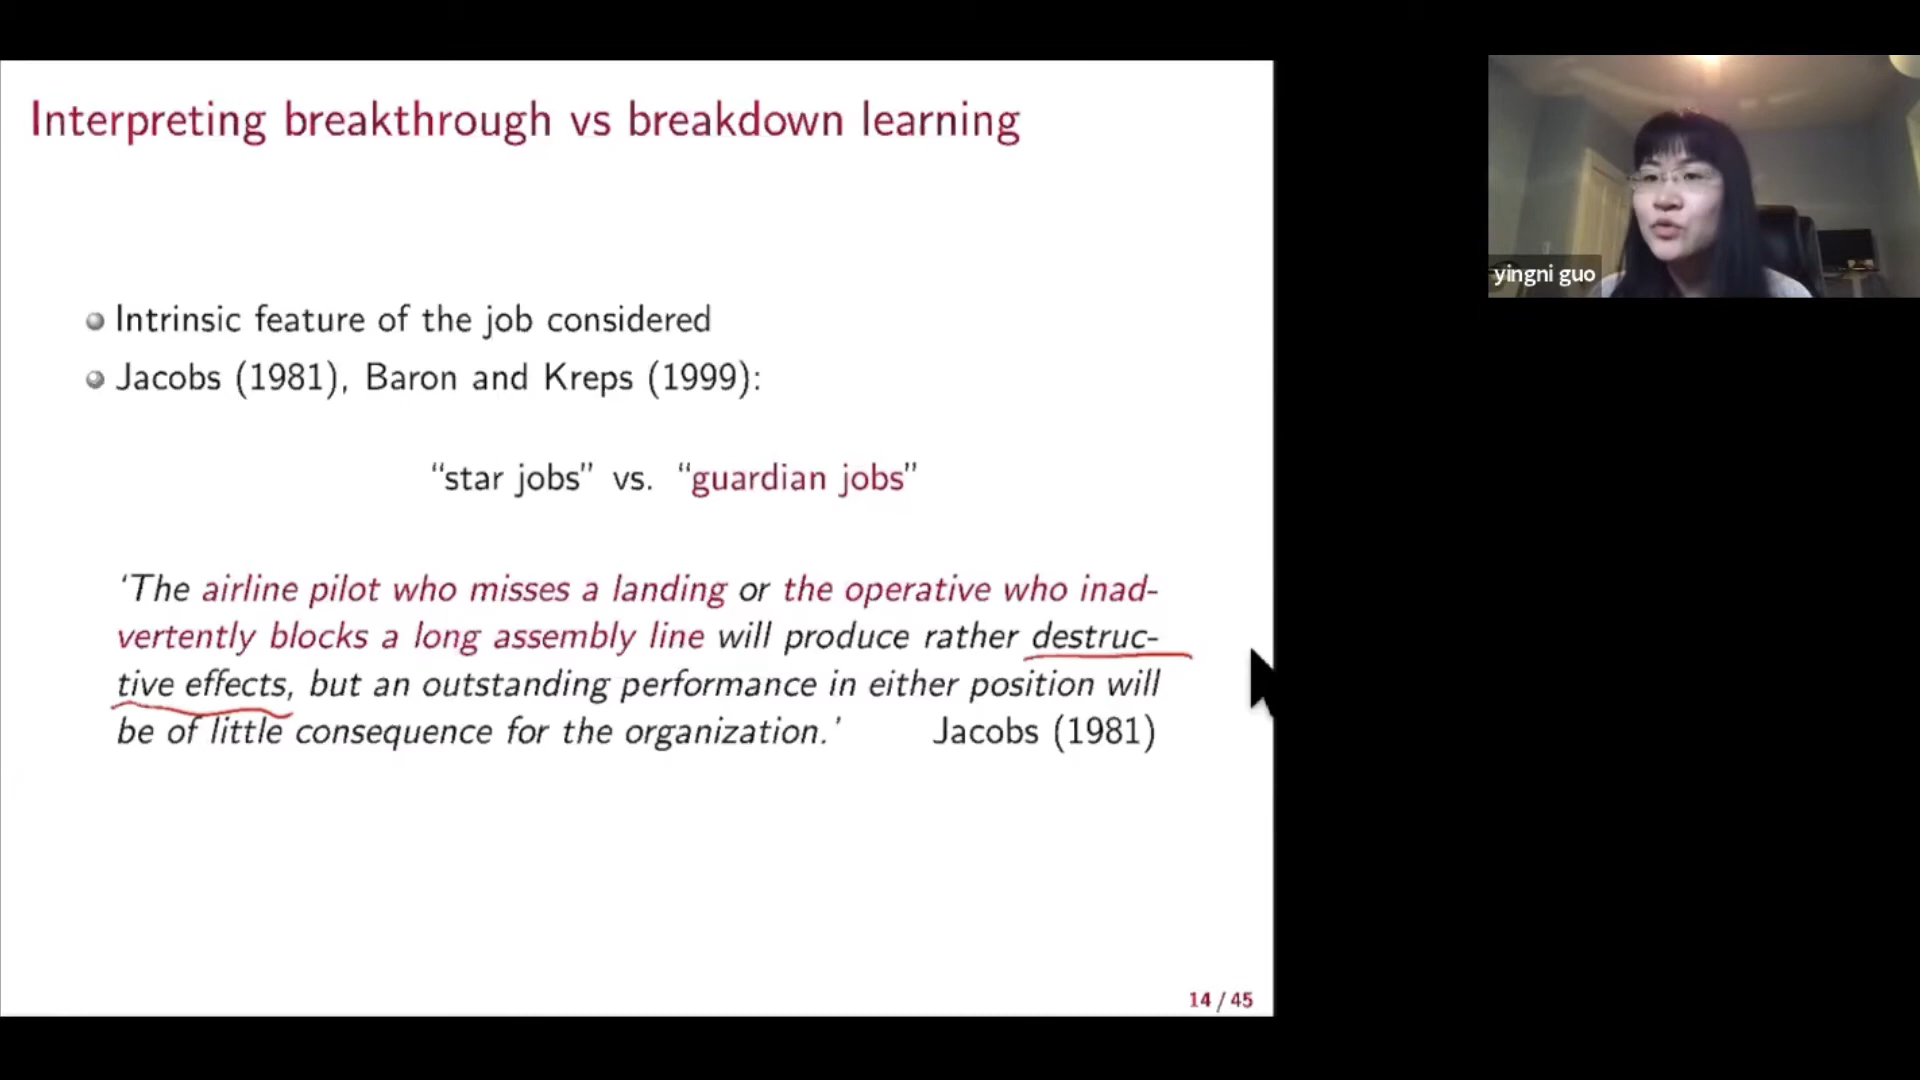 Interpreting breakthrough vs breakdown learning
Intrinsic feature of the job considered
Jacobs (1981), Baron and Kreps (1999):
“star jobs” vs. “guardian jobs”
‘The airline pilot who misses a landing or the operative who inad-
vertently blocks a long assembly line will produce rather destruc-
tive effects, but an outstanding performance in either position will
be of little consequence for the organization.’ Jacobs (1981)
14 / 45
yingni guo